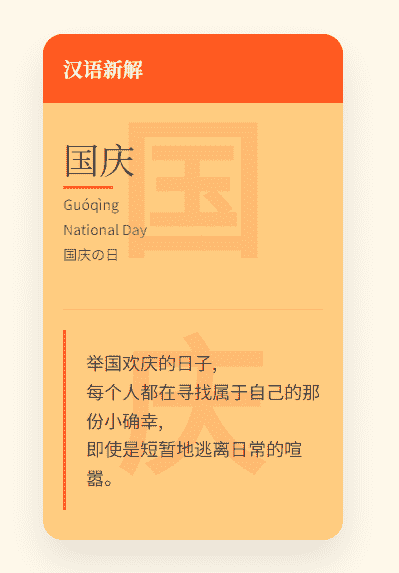 汉语新解
国庆
Guóqìng
National Day
国庆の日
举国欢庆的日子,
每个人都在寻找属于自己的那
份小确幸,
即使是短暂地逃离日常的喧
嚣。
国
庆